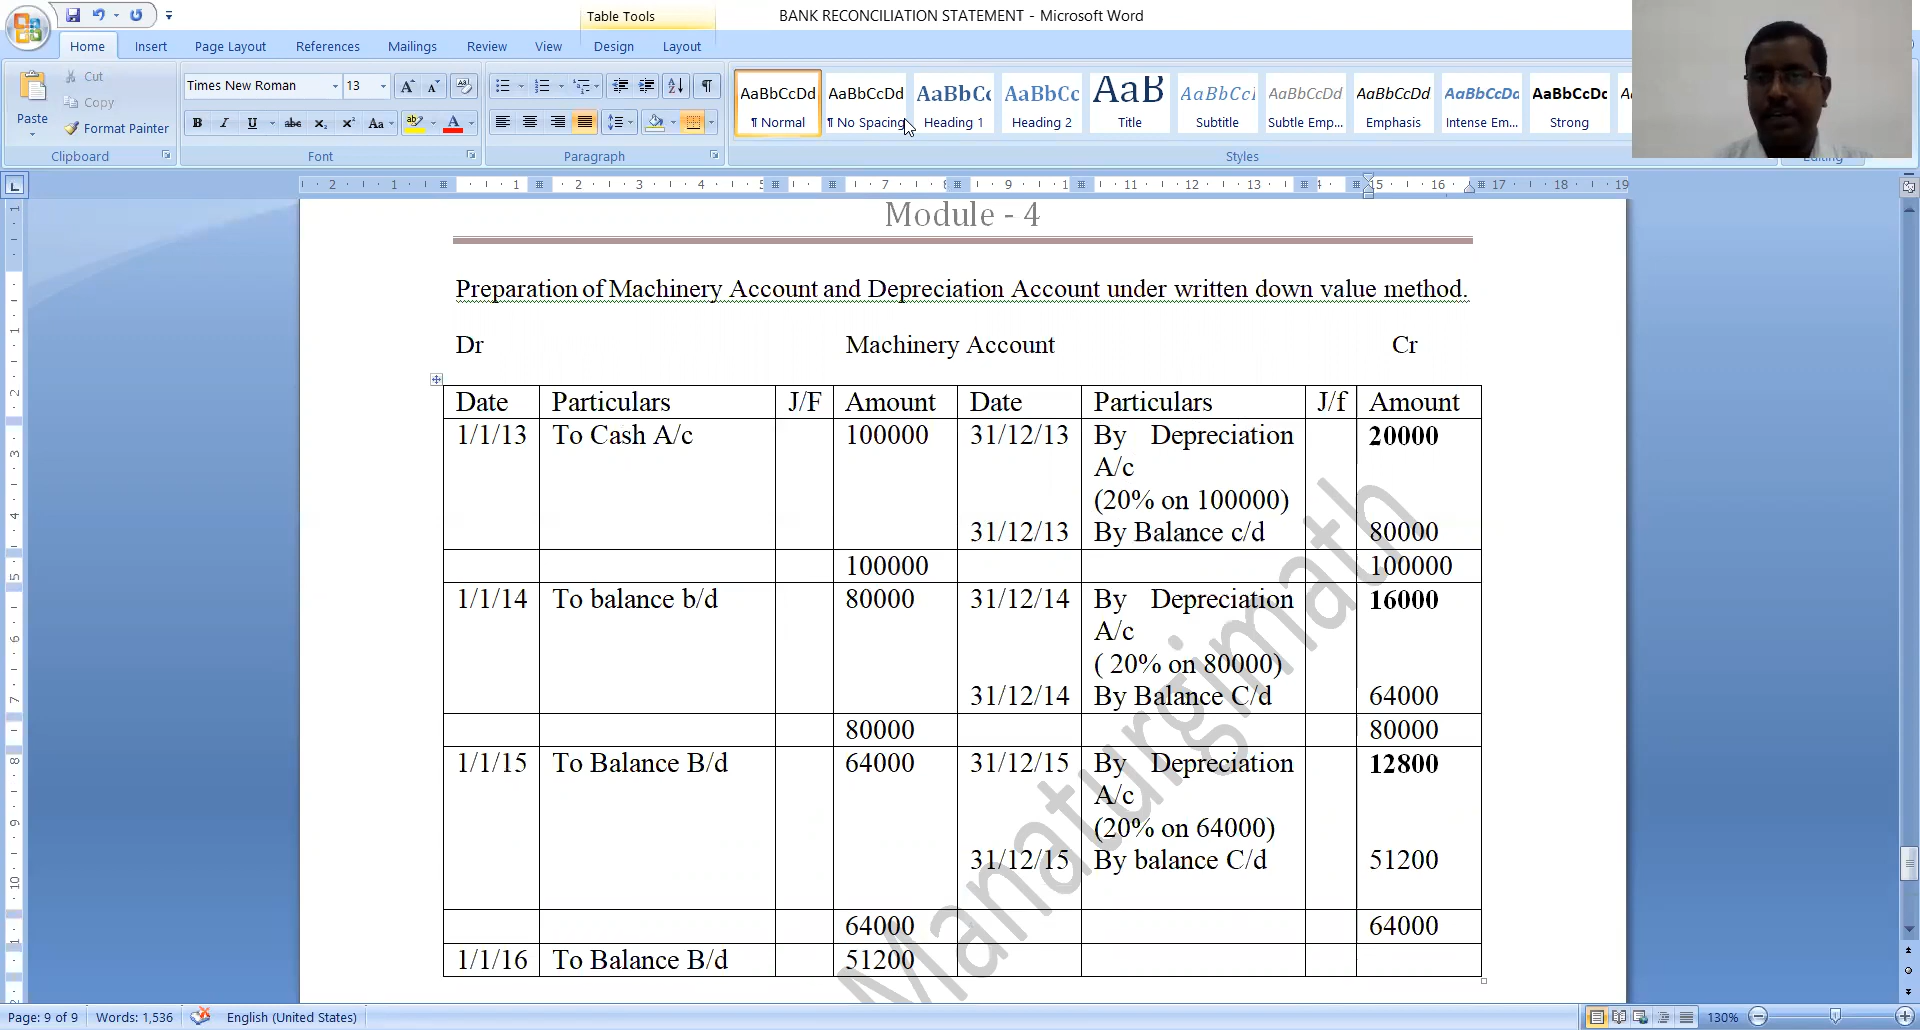 Table Tools
BANK RECONCILIATION STATEMENT - Microsoft Word
Home Insert Page Layout References Mailings Review View Design Layout
Paste
Cut
Copy
Format Painter
Clipboard
Times New Roman 13
Font
Paragraph
AaBbCcDd AaBbCcDd AaBbCc AaBbCc AaB AaBbCcI AaBbCcDd AaBbCcDd AaBbCcDd AaBbCcDc
¶ Normal ¶ No Spacing Heading 1 Heading 2 Title Subtitle Subtle Emp... Emphasis Intense Em... Strong
Styles
Editing
Module - 4
Preparation of Machinery Account and Depreciation Account under written down value method.
Dr Machinery Account Cr
Date Particulars J/F Amount Date Particulars J/f Amount
1/1/13 To Cash A/c 100000 31/12/13 By Depreciation 20000
A/c
(20% on 100000)
31/12/13 By Balance c/d 80000
100000 100000
1/1/14 To balance b/d 80000 31/12/14 By Depreciation 16000
A/c
( 20% on 80000)
31/12/14 By Balance C/d 64000
80000 80000
1/1/15 To Balance B/d 64000 31/12/15 By Depreciation 12800
A/c
(20% on 64000)
31/12/15 By balance C/d 51200
64000 64000
1/1/16 To Balance B/d 51200
Manaturgimath
Page: 9 of 9 Words: 1,536 English (United States) 130%